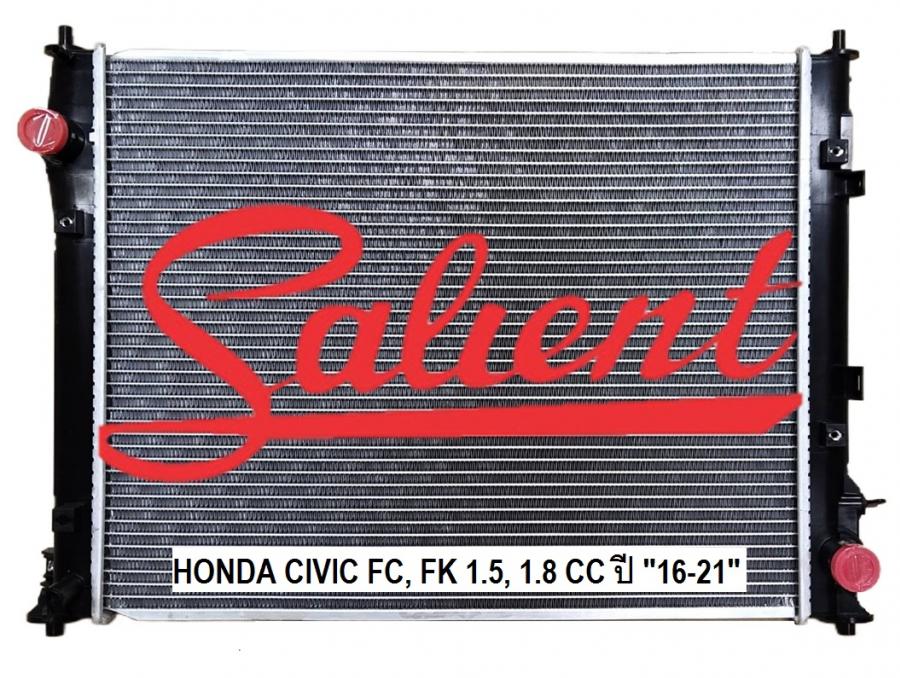 Salient
HONDA CIVIC FC, FK 1.5, 1.8 CC ปี "16-21"